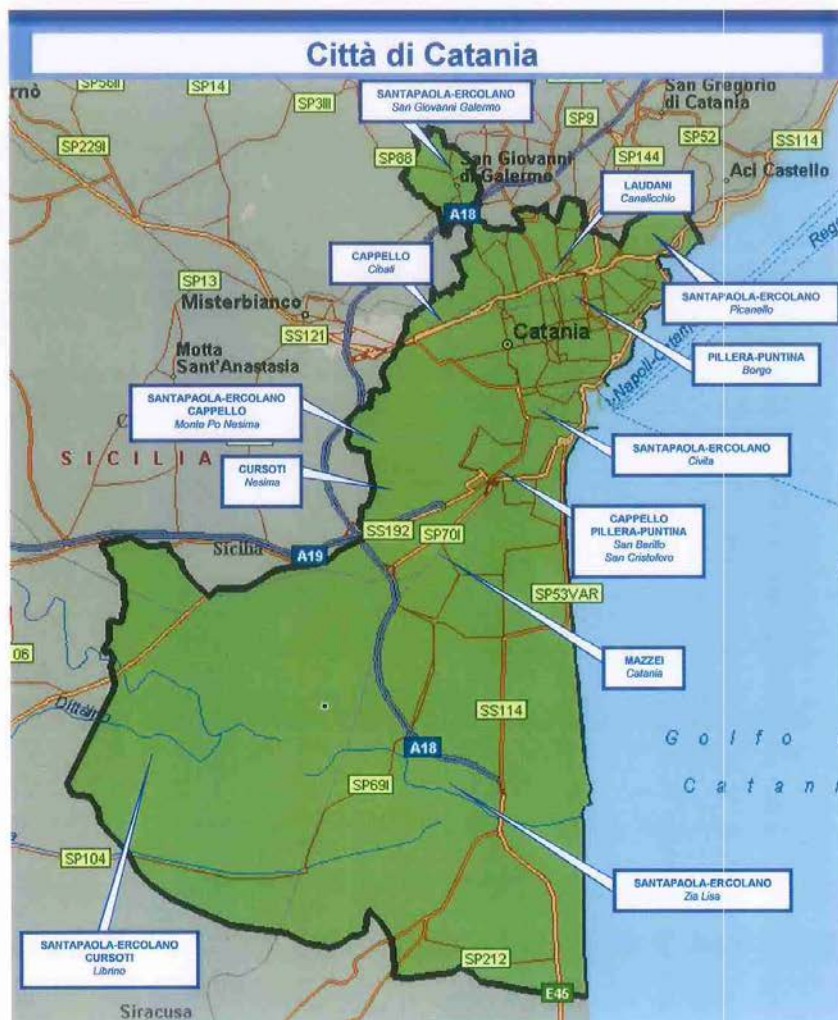 Città di Catania
SP14
SP3III
SANTAPAOLA-ERCOLANO
San Giovanni Galermo
SP9
San Gregorio
di Catania
SP229I
SP88
San Giovanni
di Galermo
SP144
SP52
SS114
Aci Castello
A18
LAUDANI
Canalicchio
CAPPELLO
Cibali
SP13
Misterbianco
SS121
SANTAPAOLA-ERCOLANO
Picanello
Catania
Motta
Sant'Anastasia
PILLERA-PUNTINA
Borgo
SANTAPAOLA-ERCOLANO
CAPPELLO
Monte Po Nesima
SICILIA
CURSOTI
Nesima
SANTAPAOLA-ERCOLANO
Civita
SS192
SP70I
CAPPELLO
PILLERA-PUNTINA
San Berillo
San Cristoforo
Sicilia
A19
SP53VAR
06
MAZZEI
Catania
Dittaino
SS114
A18
Golfo
SP69I
SP104
SANTAPAOLA-ERCOLANO
Zia Lisa
SANTAPAOLA-ERCOLANO
CURSOTI
Librino
SP212
E45
Siracusa